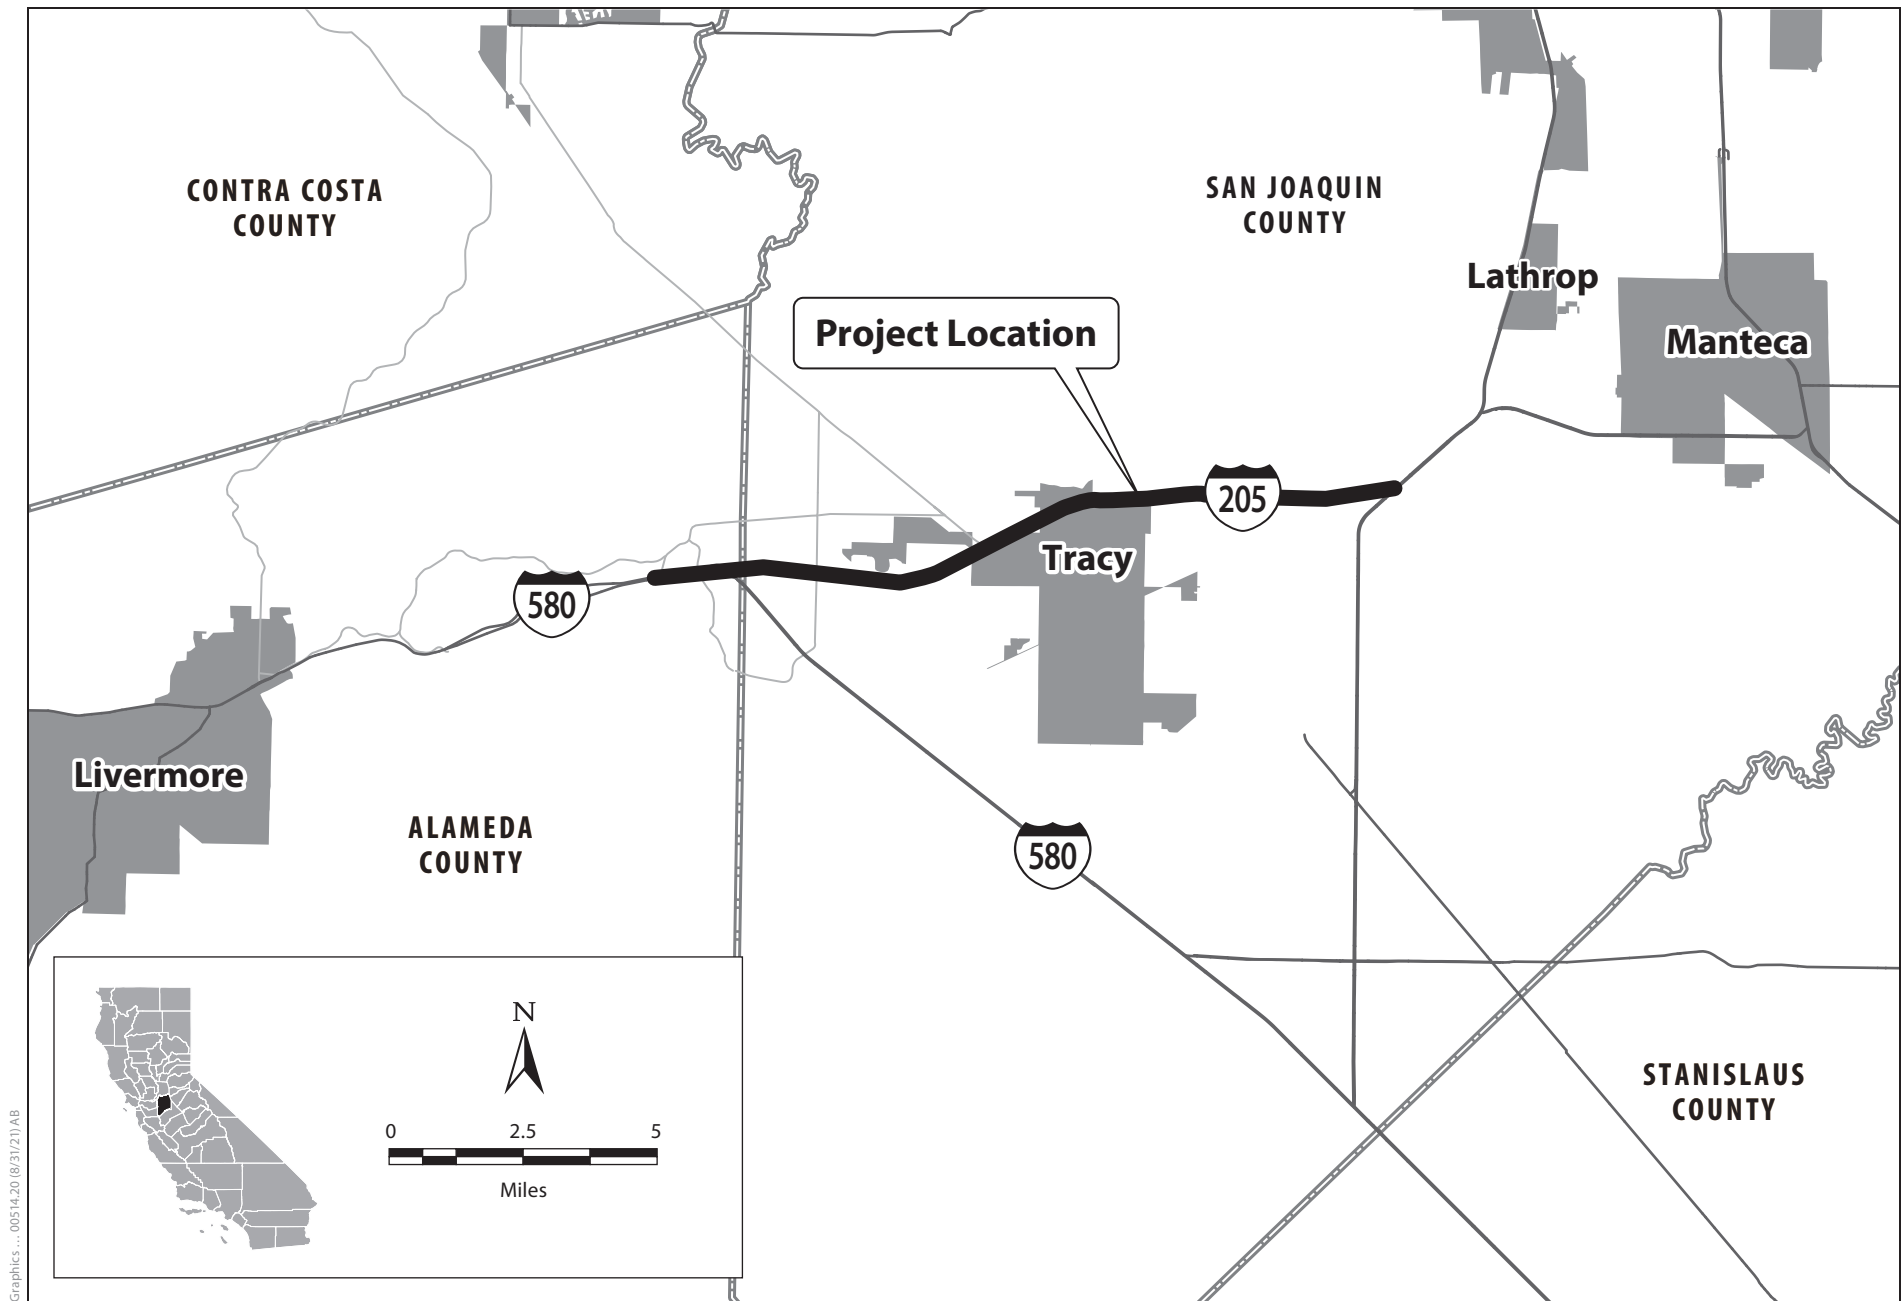 CONTRA COSTA
COUNTY
SAN JOAQUIN
COUNTY
Lathrop
Manteca
Project Location
205
Tracy
580
Livermore
ALAMEDA
COUNTY
580
STANISLAUS
COUNTY
N
0 2.5 5
Miles
Graphics ... 00514.20 (8/31/21) AB